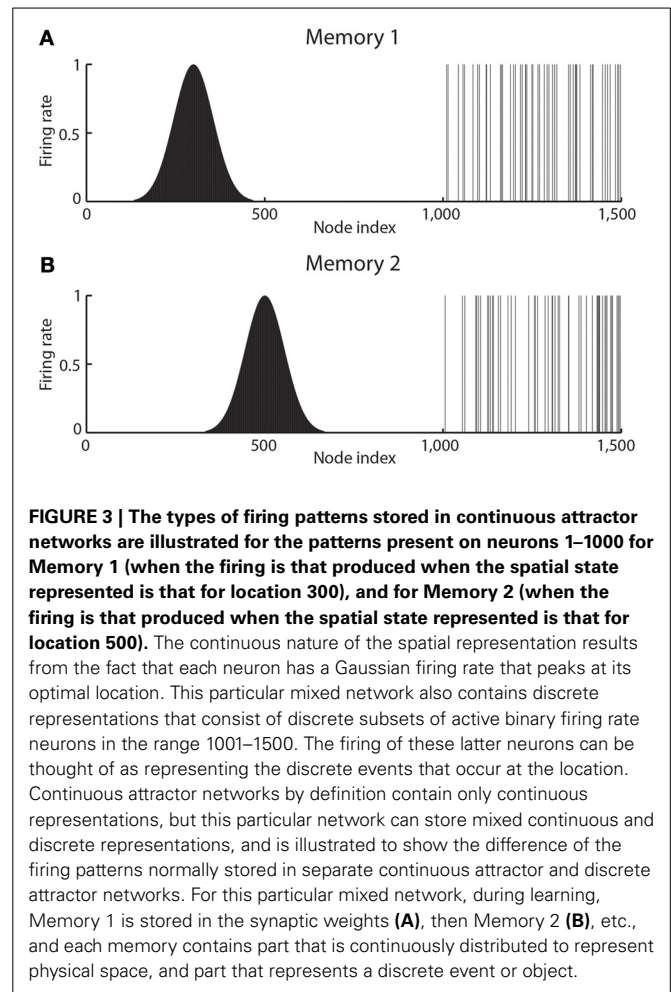 A
Memory 1
1
0.5
0
Firing rate
0 500 1,000 1,500
Node index
B
Memory 2
1
0.5
0
Firing rate
0 500 1,000 1,500
Node index
FIGURE 3 | The types of firing patterns stored in continuous attractor
networks are illustrated for the patterns present on neurons 1–1000 for
Memory 1 (when the firing is that produced when the spatial state
represented is that for location 300), and for Memory 2 (when the
firing is that produced when the spatial state represented is that for
location 500). The continuous nature of the spatial representation results
from the fact that each neuron has a Gaussian firing rate that peaks at its
optimal location. This particular mixed network also contains discrete
representations that consist of discrete subsets of active binary firing rate
neurons in the range 1001–1500. The firing of these latter neurons can be
thought of as representing the discrete events that occur at the location.
Continuous attractor networks by definition contain only continuous
representations, but this particular network can store mixed continuous and
discrete representations, and is illustrated to show the difference of the
firing patterns normally stored in separate continuous attractor and discrete
attractor networks. For this particular mixed network, during learning,
Memory 1 is stored in the synaptic weights (A), then Memory 2 (B), etc.,
and each memory contains part that is continuously distributed to represent
physical space, and part that represents a discrete event or object.